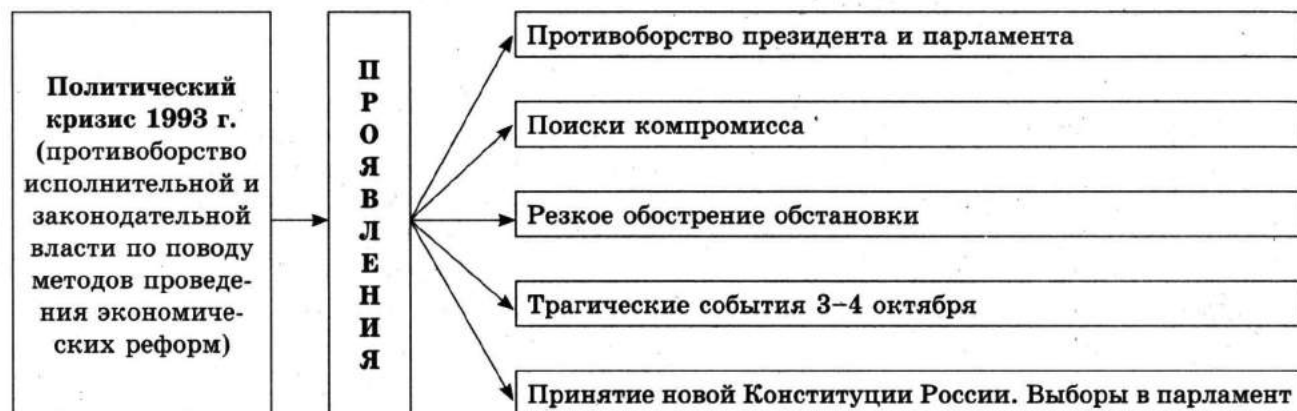 Политический
кризис 1993 г.
(противоборство
исполнительной и
законодательной
власти по поводу
методов проведе-
ния экономиче-
ских реформ)
ПРОЯВЛЕНИЯ
Противоборство президента и парламента
Поиски компромисса
Резкое обострение обстановки
Трагические события 3–4 октября
Принятие новой Конституции России. Выборы в парламент